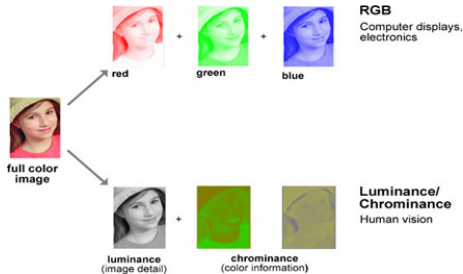 RGB
Computer displays,
electronics
+
+
red
green
blue
full color
image
Luminance/
Chrominance
Human vision
+
luminance
(image detail)
chrominance
(color information)